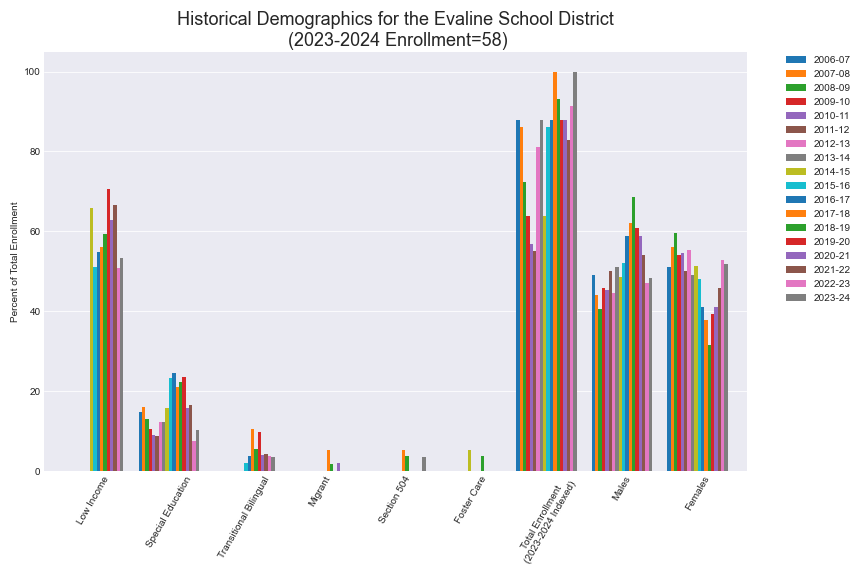 Historical Demographics for the Evaline School District
(2023-2024 Enrollment=58)
Percent of Total Enrollment
100
80
60
40
20
0
Low Income
Special Education
Transitional Bilingual
Migrant
Section 504
Foster Care
Total Enrollment
(2023-2024 Indexed)
Males
Females
2006-07
2007-08
2008-09
2009-10
2010-11
2011-12
2012-13
2013-14
2014-15
2015-16
2016-17
2017-18
2018-19
2019-20
2020-21
2021-22
2022-23
2023-24